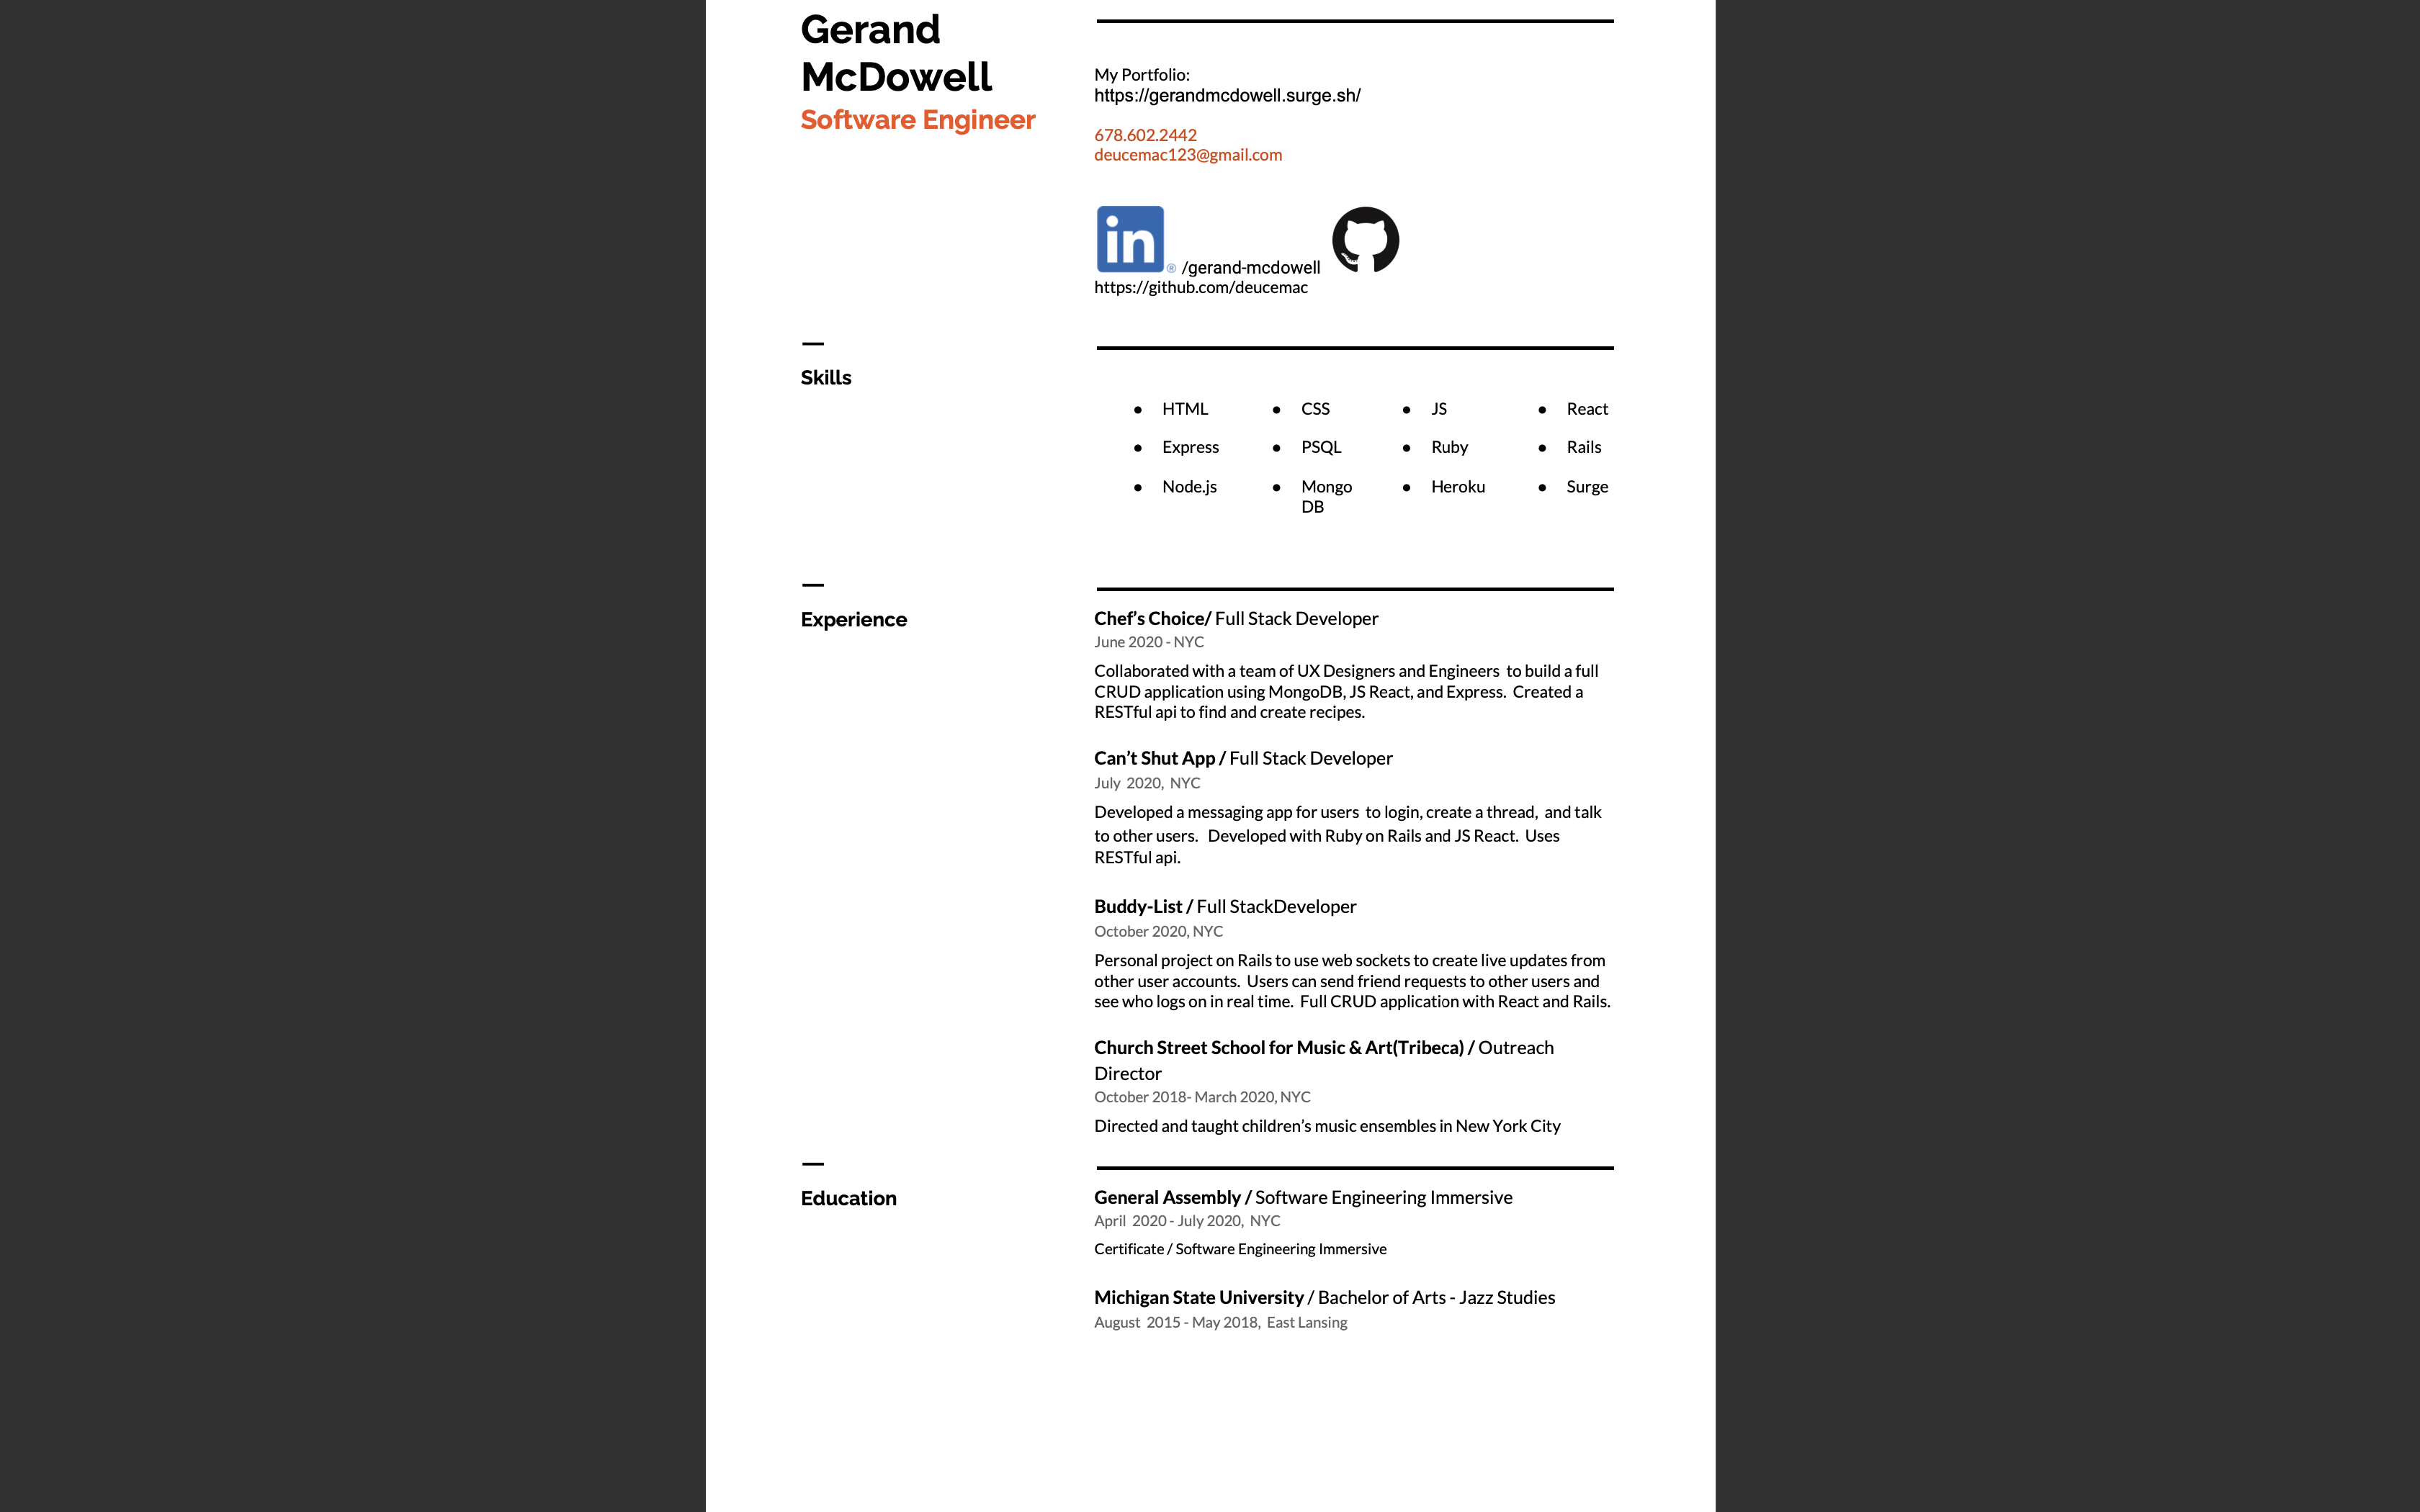 Gerand
McDowell
Software Engineer
My Portfolio:
https://gerandmcdowell.surge.sh/
678.602.2442
deucemac123@gmail.com
in® /gerand-mcdowell
https://github.com/deucemac
Skills
● HTML ● CSS ● JS ● React
● Express ● PSQL ● Ruby ● Rails
● Node.js ● Mongo ● Heroku ● Surge
DB
Experience
Chef’s Choice/ Full Stack Developer
June 2020 - NYC
Collaborated with a team of UX Designers and Engineers to build a full
CRUD application using MongoDB, JS React, and Express. Created a
RESTful api to find and create recipes.
Can’t Shut App / Full Stack Developer
July 2020, NYC
Developed a messaging app for users to login, create a thread, and talk
to other users. Developed with Ruby on Rails and JS React. Uses
RESTful api.
Buddy-List / Full StackDeveloper
October 2020, NYC
Personal project on Rails to use web sockets to create live updates from
other user accounts. Users can send friend requests to other users and
see who logs on in real time. Full CRUD application with React and Rails.
Church Street School for Music & Art(Tribeca) / Outreach
Director
October 2018- March 2020, NYC
Directed and taught children’s music ensembles in New York City
Education
General Assembly / Software Engineering Immersive
April 2020 - July 2020, NYC
Certificate / Software Engineering Immersive
Michigan State University / Bachelor of Arts - Jazz Studies
August 2015 - May 2018, East Lansing